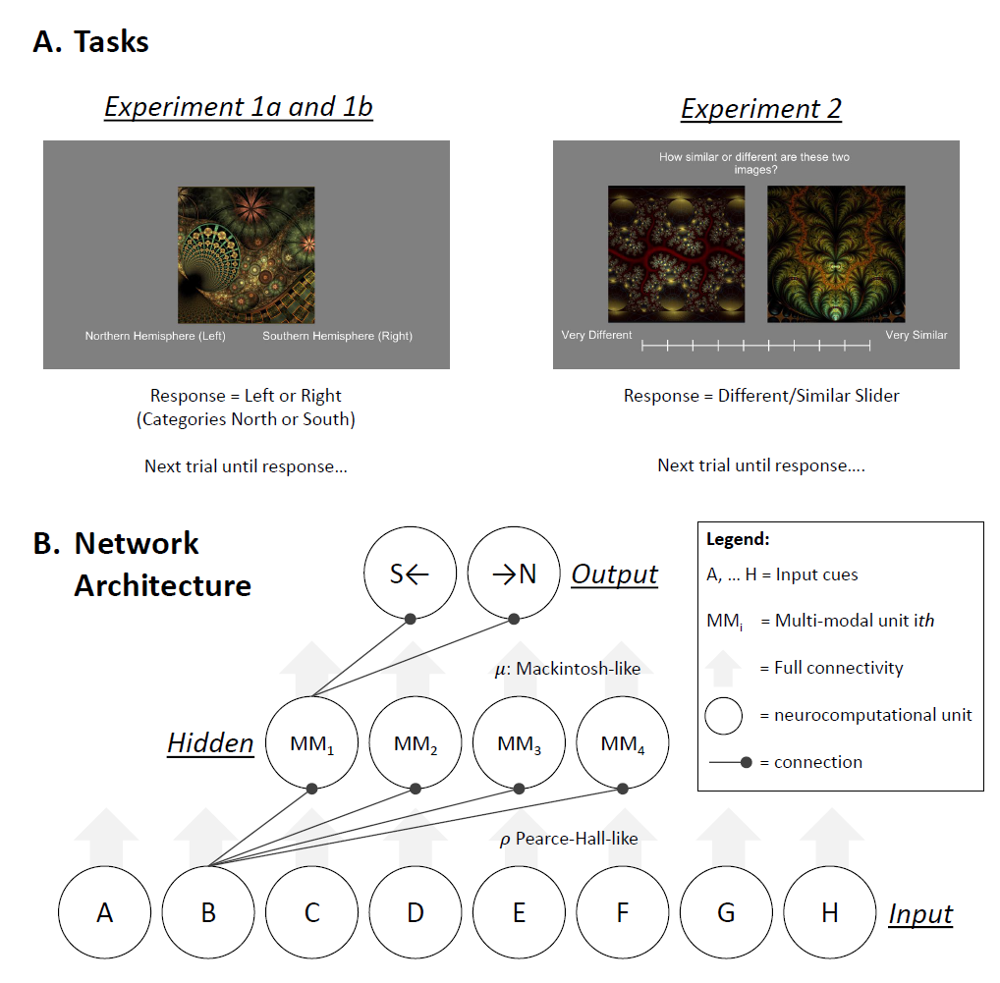 A. Tasks
Experiment 1a and 1b
Northern Hemisphere (Left)
Southern Hemisphere (Right)
Response = Left or Right
(Categories North or South)
Next trial until response...
Experiment 2
How similar or different are these two
images?
Very Different
Very Similar
Response = Different/Similar Slider
Next trial until response....
B. Network
Architecture
S←
→N
Output
μ: Mackintosh-like
Hidden
MM1
MM2
MM3
MM4
ρ Pearce-Hall-like
A
B
C
D
E
F
G
H
Input
Legend:
A, ... H = Input cues
MMi = Multi-modal unit ith
= Full connectivity
= neurocomputational unit
= connection